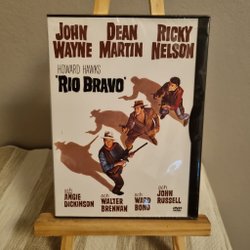 JOHN WAYNE
DEAN MARTIN
RICKY NELSON
HOWARD HAWKS'
"RIO BRAVO"
with ANGIE DICKINSON
with WALTER BRENNAN
with WARD BOND
with JOHN RUSSELL
DVD